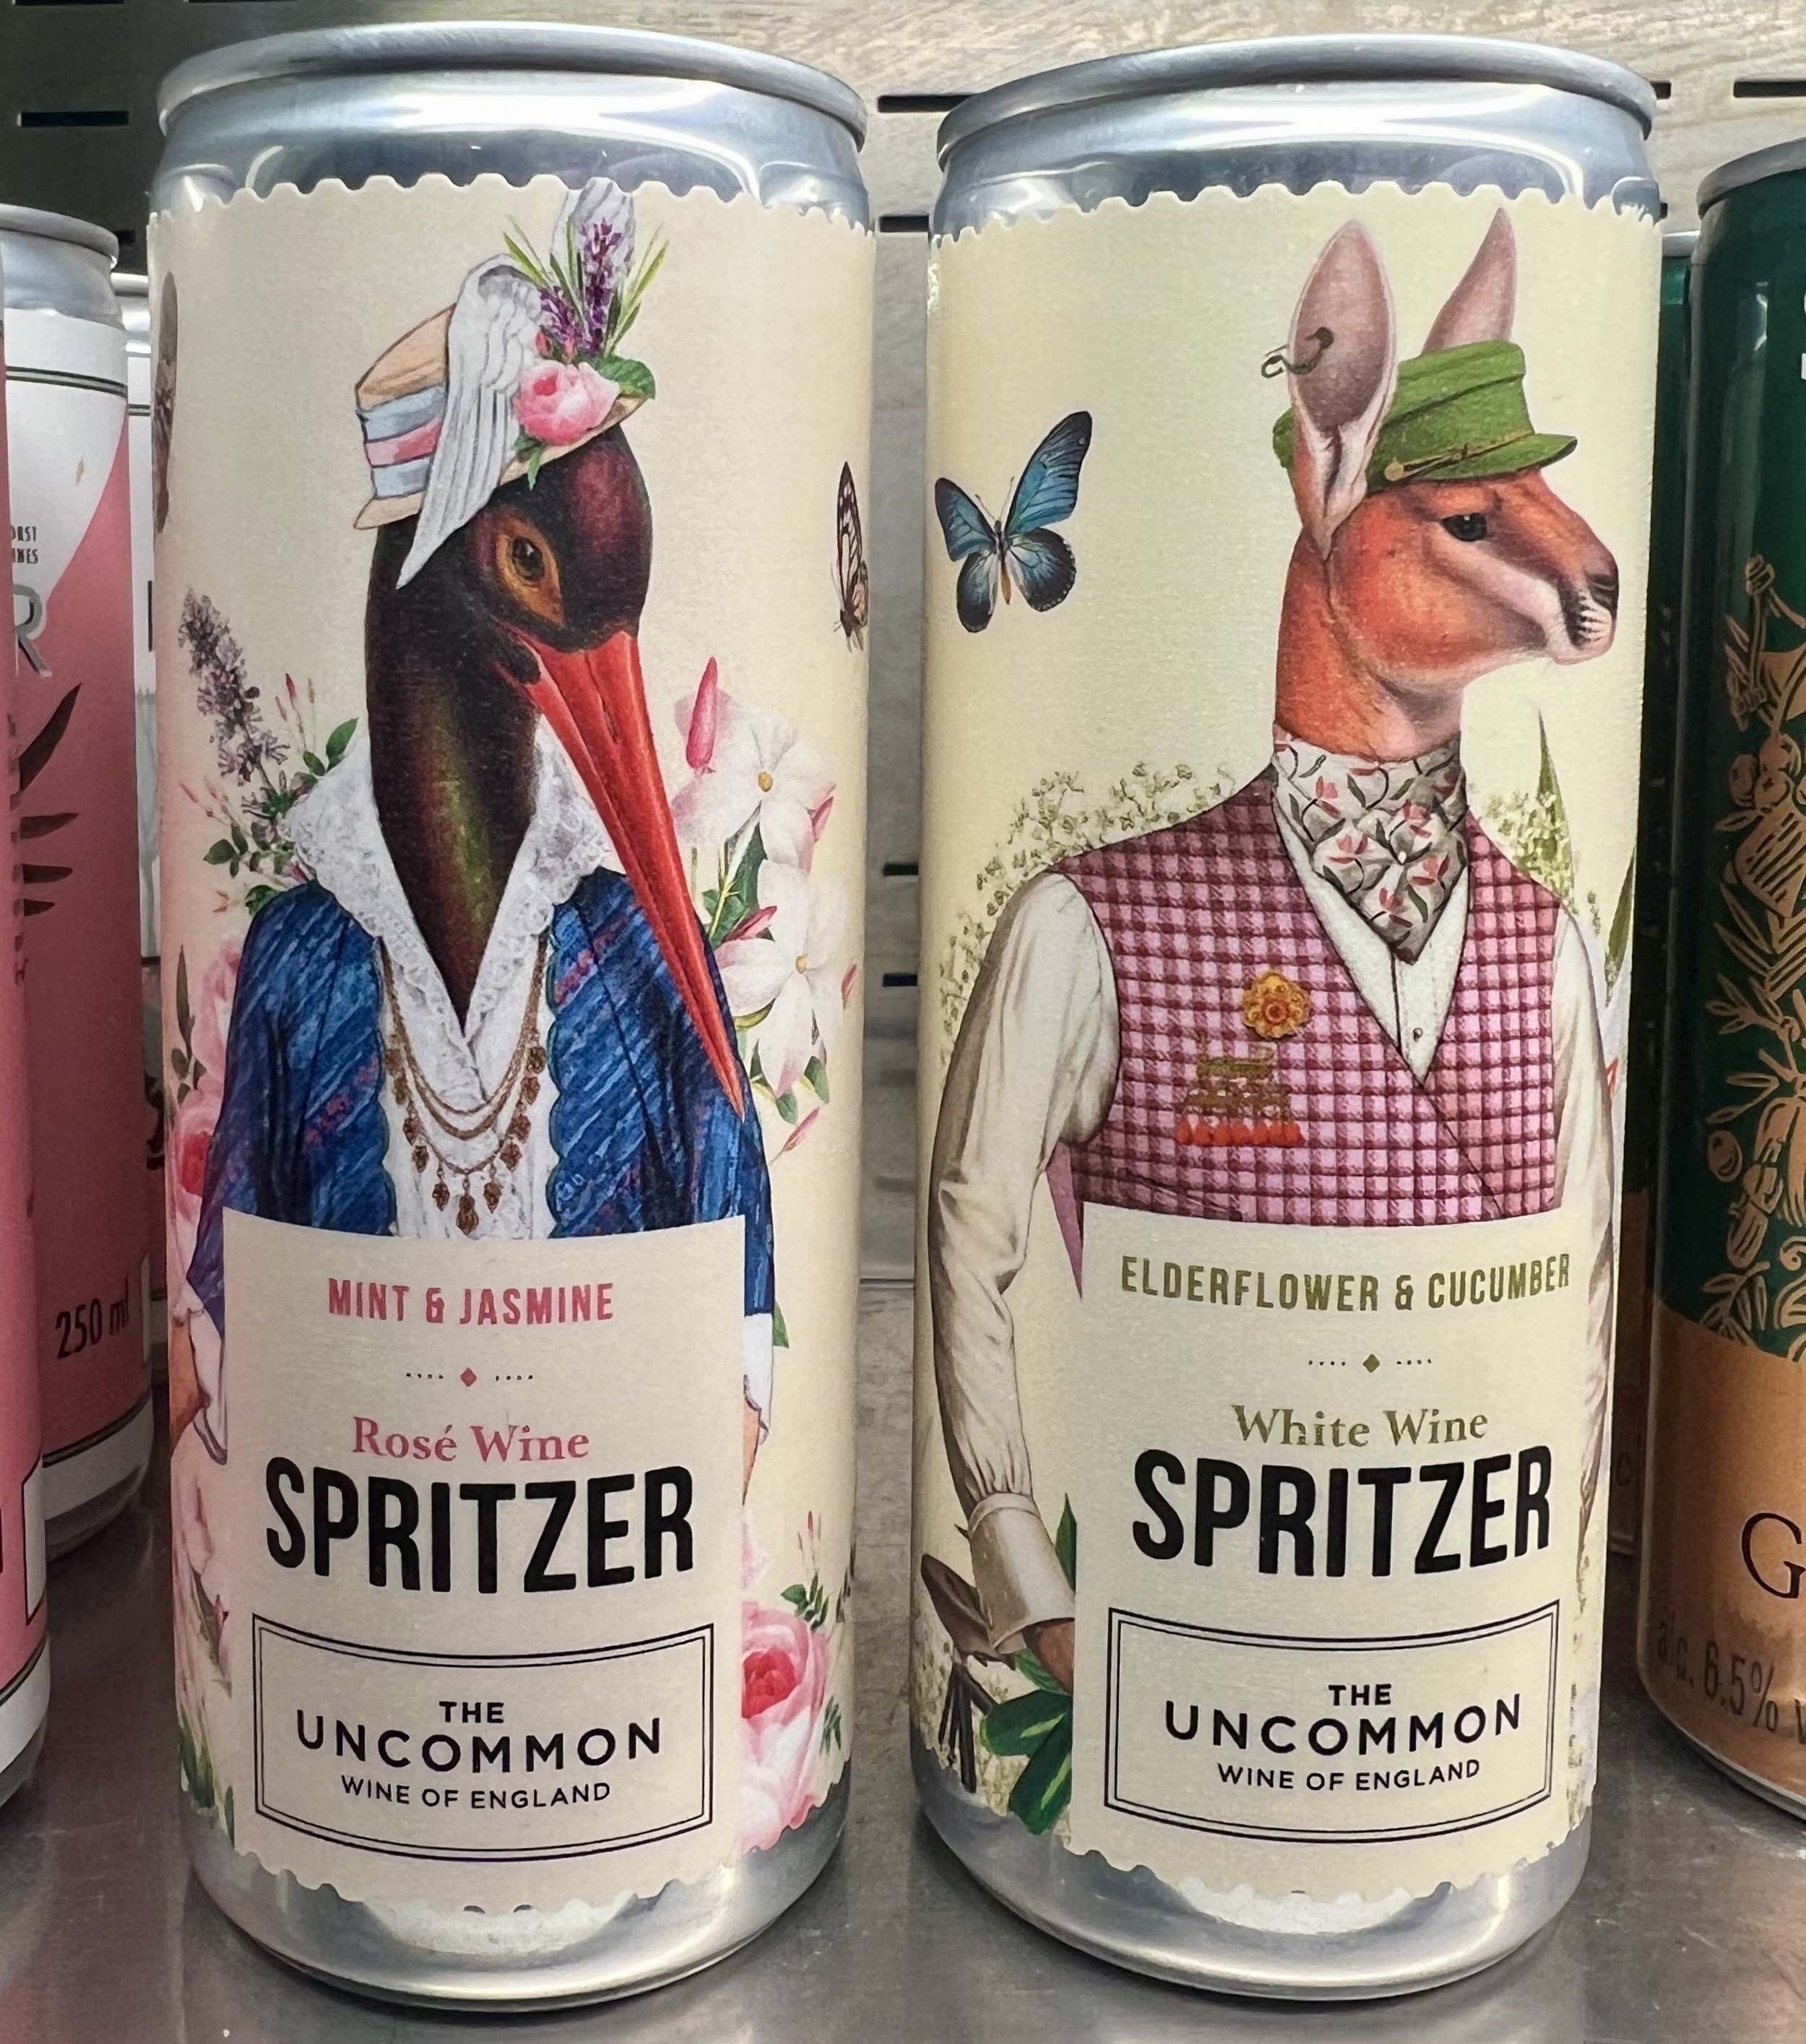 MINT & JASMINE
Rosé Wine
SPRITZER
THE
UNCOMMON
WINE OF ENGLAND
ELDERFLOWER & CUCUMBER
White Wine
SPRITZER
THE
UNCOMMON
WINE OF ENGLAND
250 ml
G
alc. 6.5%